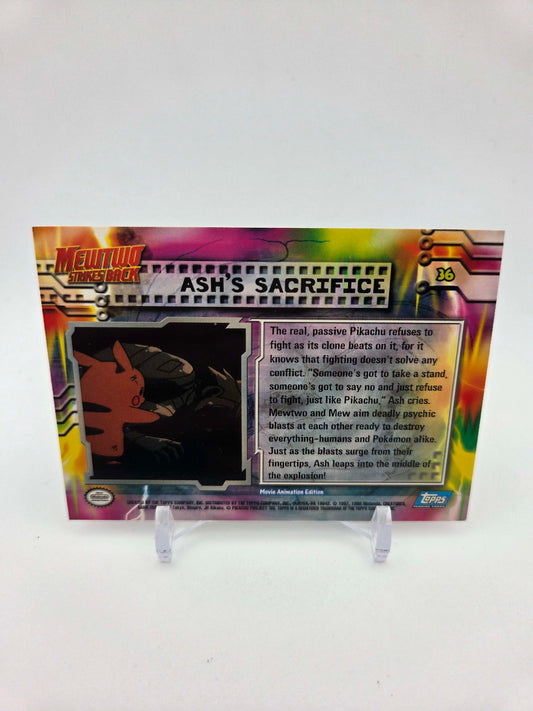 MEWTWO
STRIKES BACK
ASH'S SACRIFICE
36
The real, passive Pikachu refuses to
fight as its clone beats on it, for it
knows that fighting doesn't solve any
conflict. "Someone's got to take a stand,
someone's got to say no and just refuse
to fight, just like Pikachu," Ash cries.
Mewtwo and Mew aim deadly psychic
blasts at each other ready to destroy
everything-humans and Pokémon alike.
Just as the blasts surge from their
fingertips, Ash leaps into the middle of
the explosion!
Movie Animation Edition
Topps